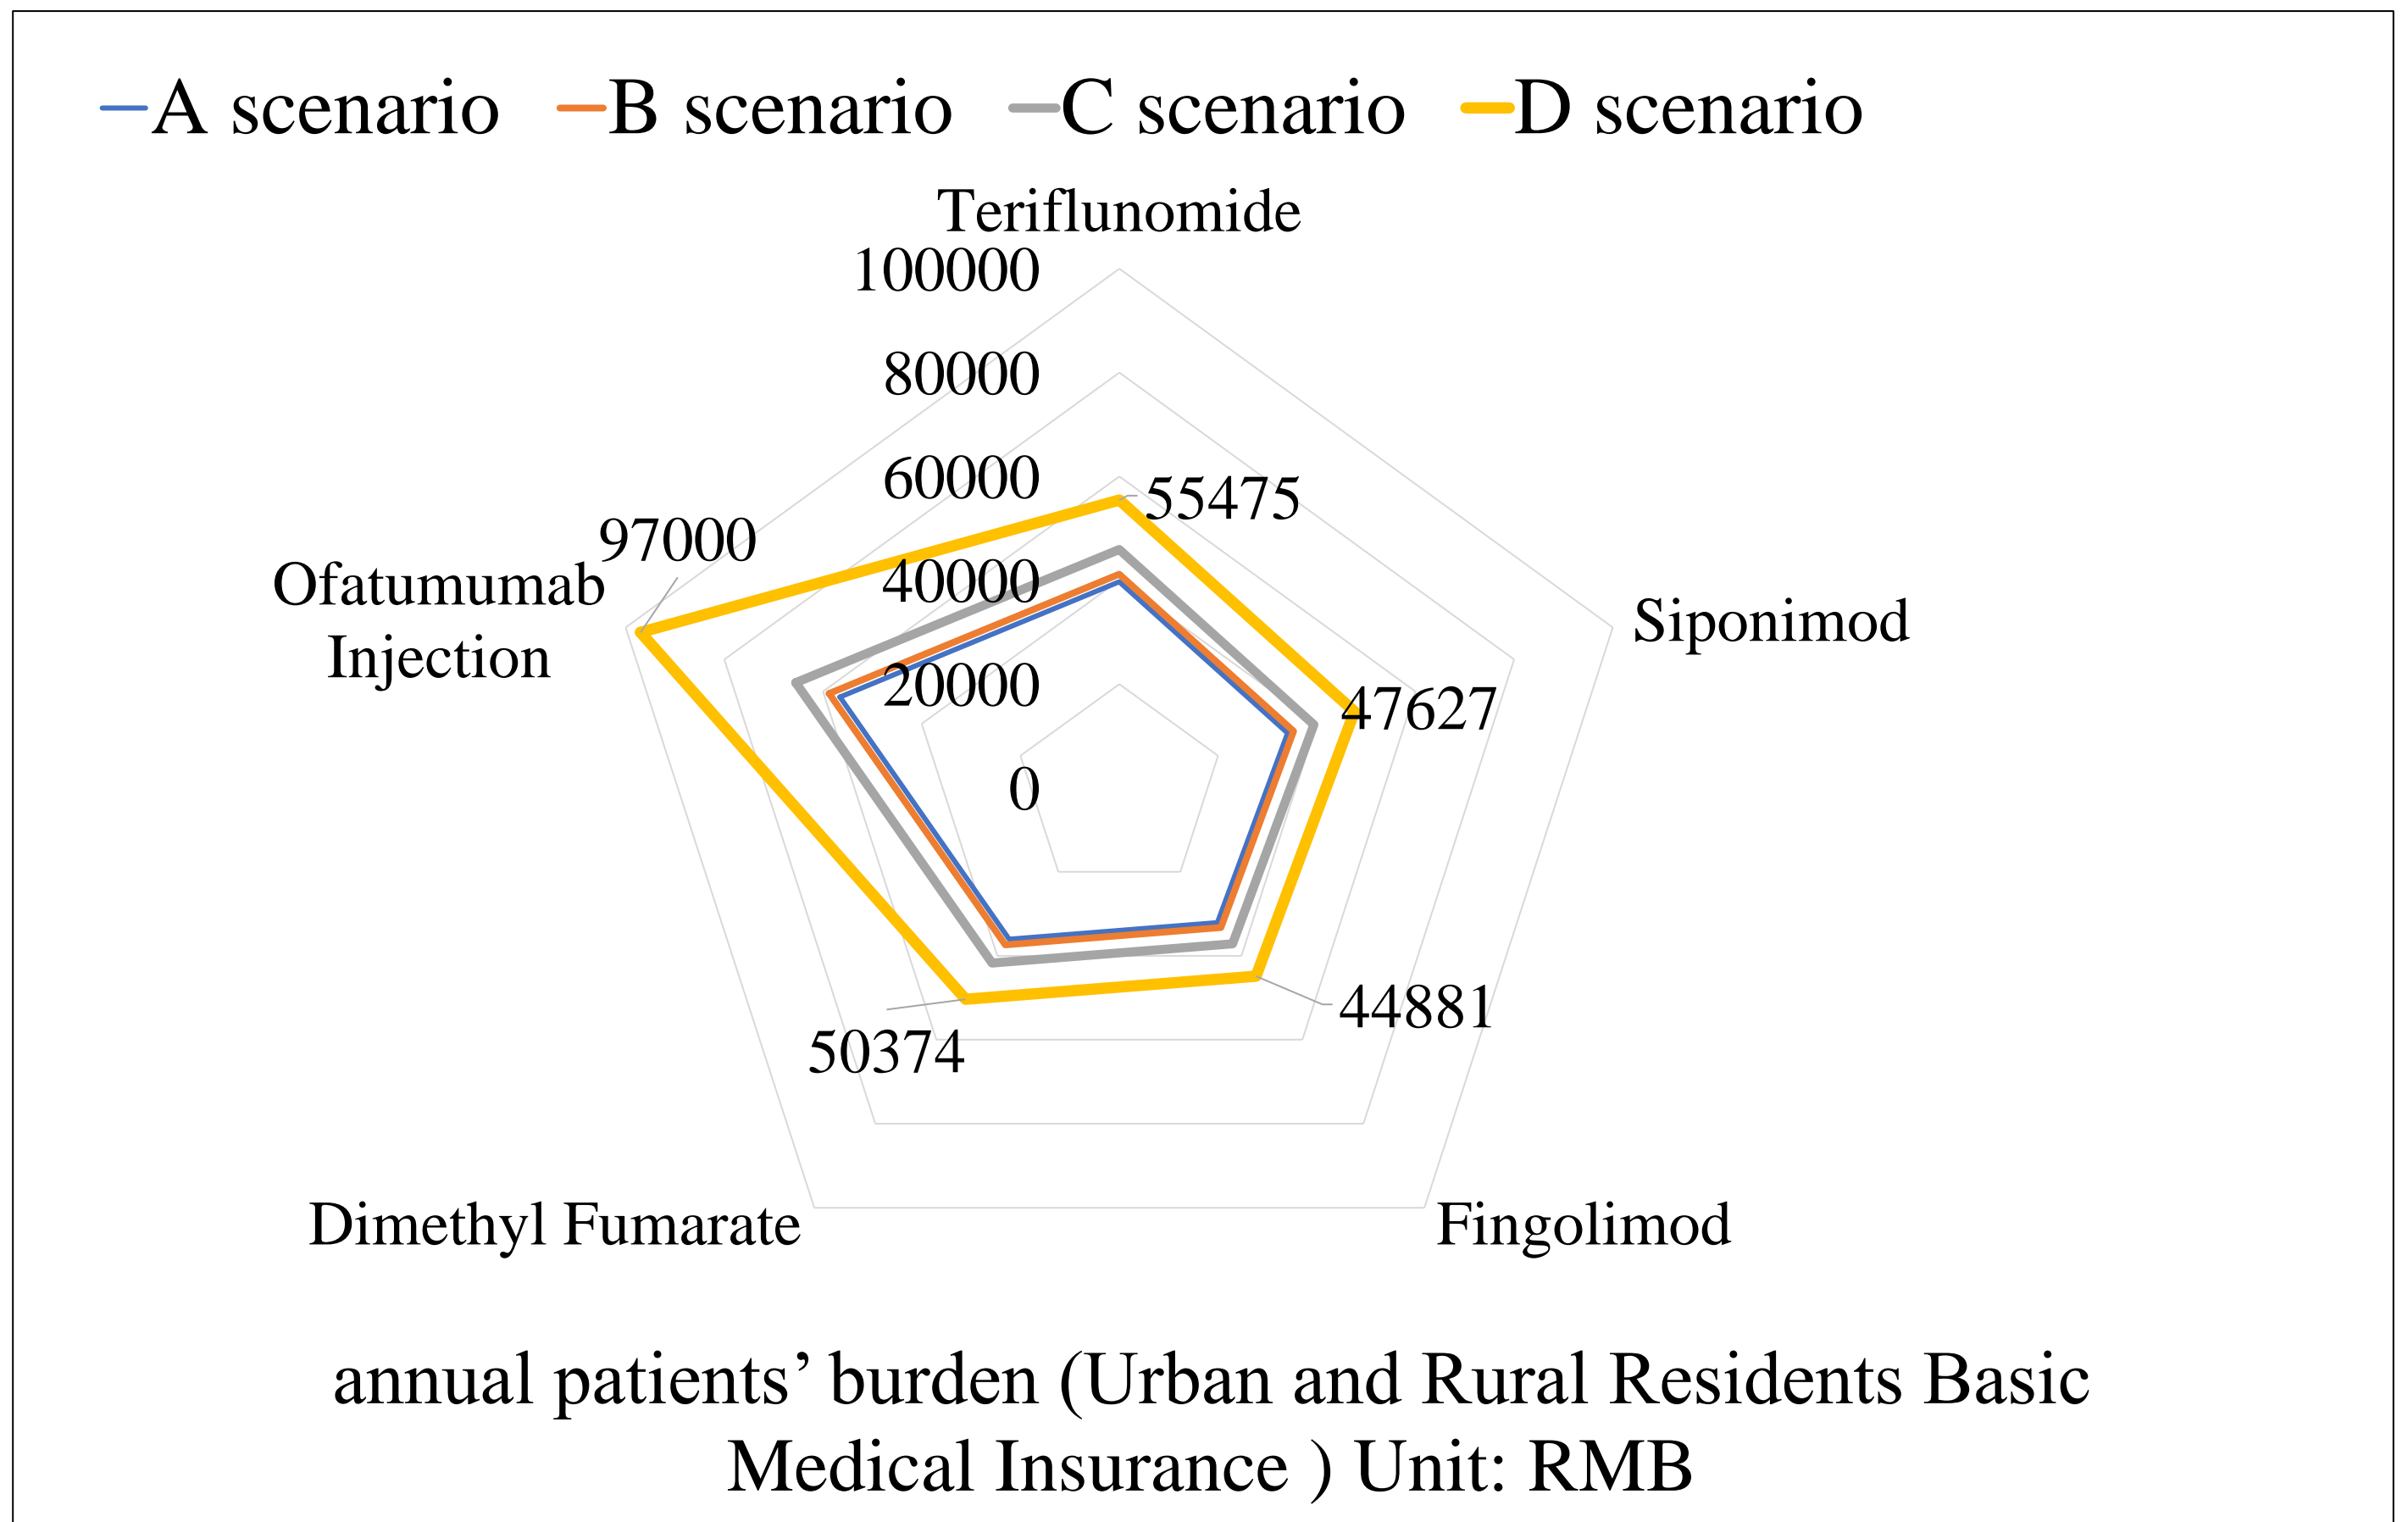 A scenario B scenario C scenario D scenario
Teriflunomide
100000
80000
60000
55475
97000
40000
Ofatumumab
Injection
Siponimod
20000
47627
0
44881
50374
Dimethyl Fumarate
Fingolimod
annual patients’ burden (Urban and Rural Residents Basic
Medical Insurance ) Unit: RMB